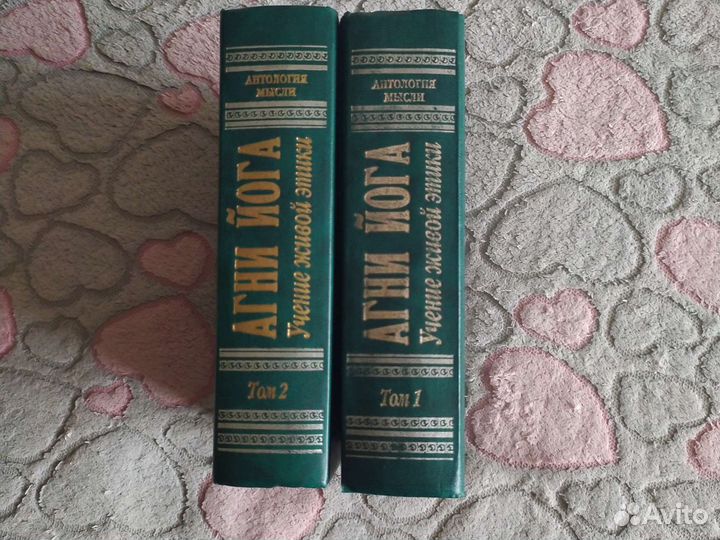 АНТОЛОГИЯ
МЫСЛИ
АГНИ ЙОГА
Учение живой этики
Том 2
АНТОЛОГИЯ
МЫСЛИ
АГНИ ЙОГА
Учение живой этики
Том 1
Avito